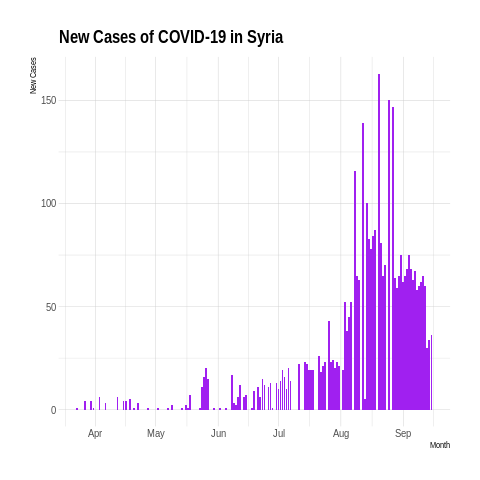 New Cases of COVID-19 in Syria
New Cases
150
100
50
0
Apr May Jun Jul Aug Sep
Month